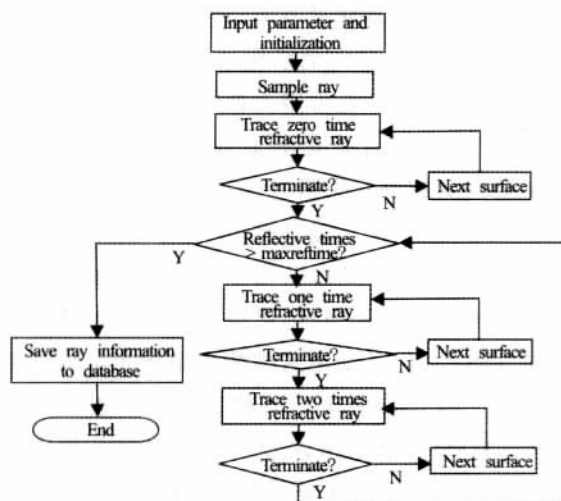 Input parameter and
initialization
Sample ray
Trace zero time
refractive ray
Terminate?
N
Next surface
Y
Reflective times
> maxreftime?
Y
N
Trace one time
refractive ray
Next surface
Save ray information
to database
Terminate?
N
Y
Trace two times
refractive ray
End
Terminate?
N
Next surface
Y